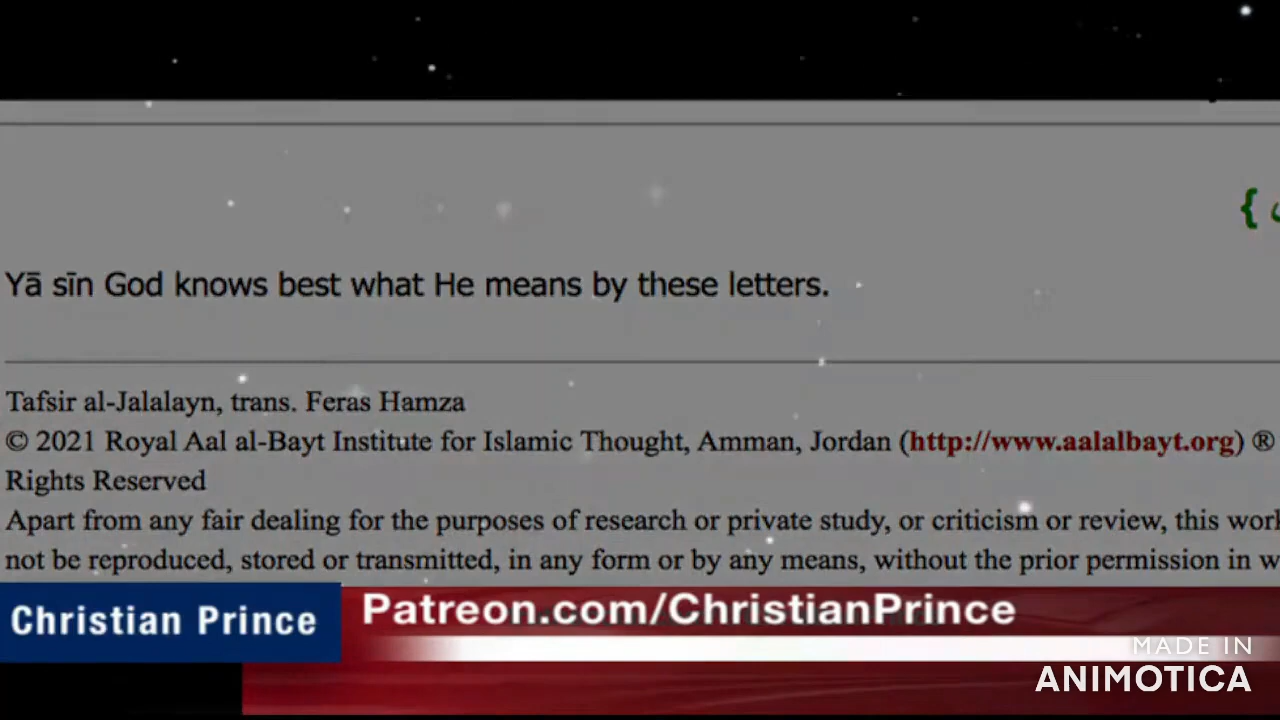 {
Yā sīn God knows best what He means by these letters.
Tafsir al-Jalalayn, trans. Feras Hamza
© 2021 Royal Aal al-Bayt Institute for Islamic Thought, Amman, Jordan (http://www.aalalbayt.org) ®
Rights Reserved
Apart from any fair dealing for the purposes of research or private study, or criticism or review, this
not be reproduced, stored or transmitted, in any form or by any means, without the prior permission in
Christian Prince
Patreon.com/ChristianPrince
MADE IN
ANIMOTICA